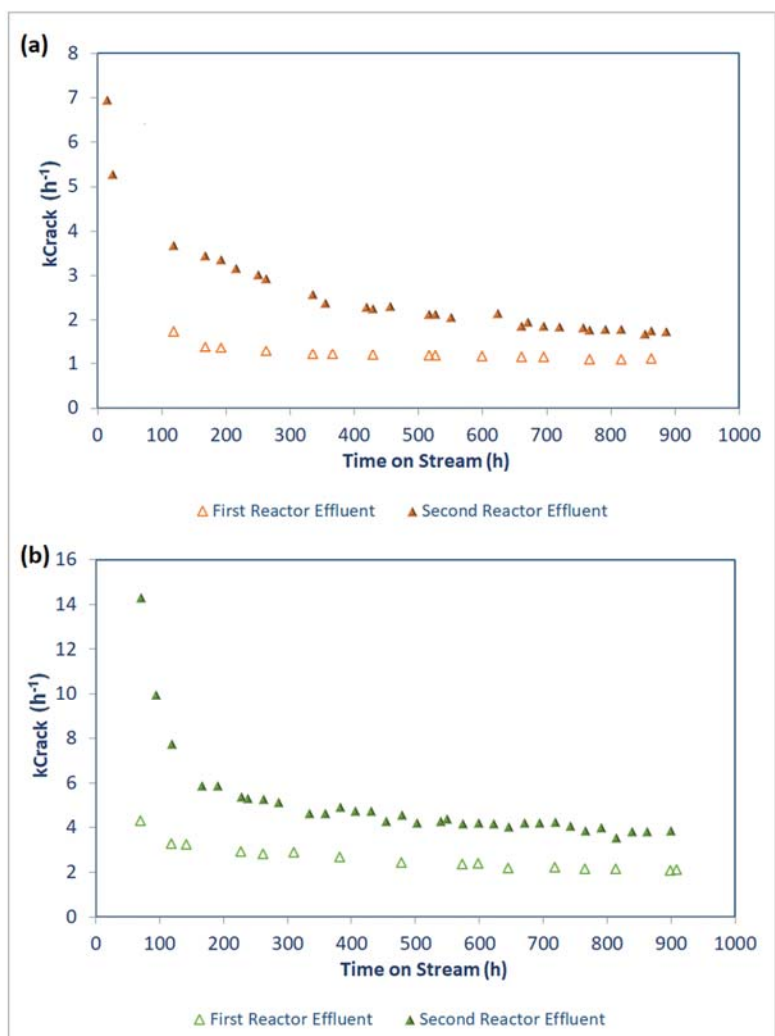 (a)
8
7
6
5
4
3
2
1
0
kCrack (h⁻¹)
0 100 200 300 400 500 600 700 800 900 1000
Time on Stream (h)
First Reactor Effluent Second Reactor Effluent
(b)
16
14
12
10
8
6
4
2
0
kCrack (h⁻¹)
0 100 200 300 400 500 600 700 800 900 1000
Time on Stream (h)
First Reactor Effluent Second Reactor Effluent